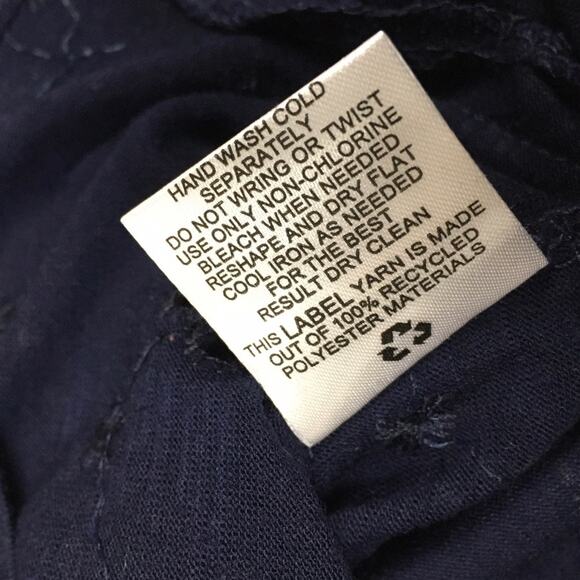 HAND WASH COLD
SEPARATELY
DO NOT WRING OR TWIST
USE ONLY NON-CHLORINE
BLEACH WHEN NEEDED
RESHAPE AND DRY FLAT
COOL IRON AS NEEDED
FOR THE BEST
RESULT DRY CLEAN
THIS LABEL YARN IS MADE
OUT OF 100% RECYCLED
POLYESTER MATERIALS